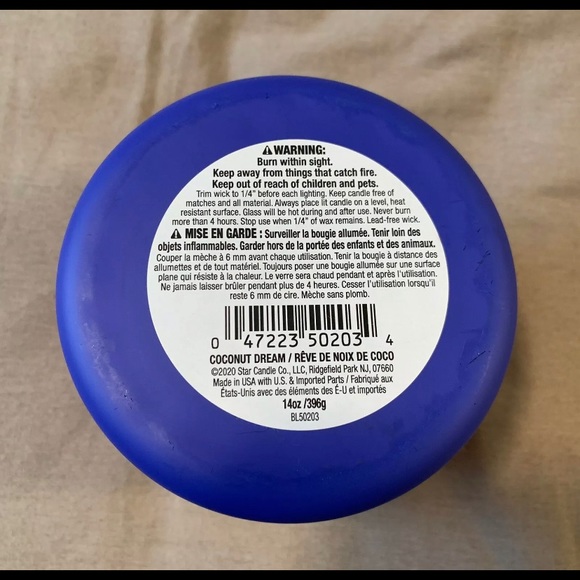 ⚠ WARNING:
Burn within sight.
Keep away from things that catch fire.
Keep out of reach of children and pets.
Trim wick to 1/4" before each lighting. Keep candle free of
matches and all material. Always place lit candle on a level, heat
resistant surface. Glass will be hot during and after use. Never burn
more than 4 hours. Stop use when 1/4" of wax remains. Lead-free wick.
⚠ MISE EN GARDE : Surveiller la bougie allumée. Tenir loin des
objets inflammables. Garder hors de la portée des enfants et des animaux.
Couper la mèche à 6 mm avant chaque utilisation. Tenir la bougie à distance des
allumettes et de tout matériel. Toujours poser une bougie allumée sur une surface
plane qui résiste à la chaleur. Le verre sera chaud pendant et après l'utilisation.
Ne jamais laisser brûler pendant plus de 4 heures. Cesser l'utilisation lorsqu'il
reste 6 mm de cire. Mèche sans plomb.
0 47223 50203 4
COCONUT DREAM / RÊVE DE NOIX DE COCO
©2020 Star Candle Co., LLC, Ridgefield Park NJ, 07660
Made in USA with U.S. & Imported Parts / Fabriqué aux
États-Unis avec des éléments des É-U et importés
14oz /396g
BL50203